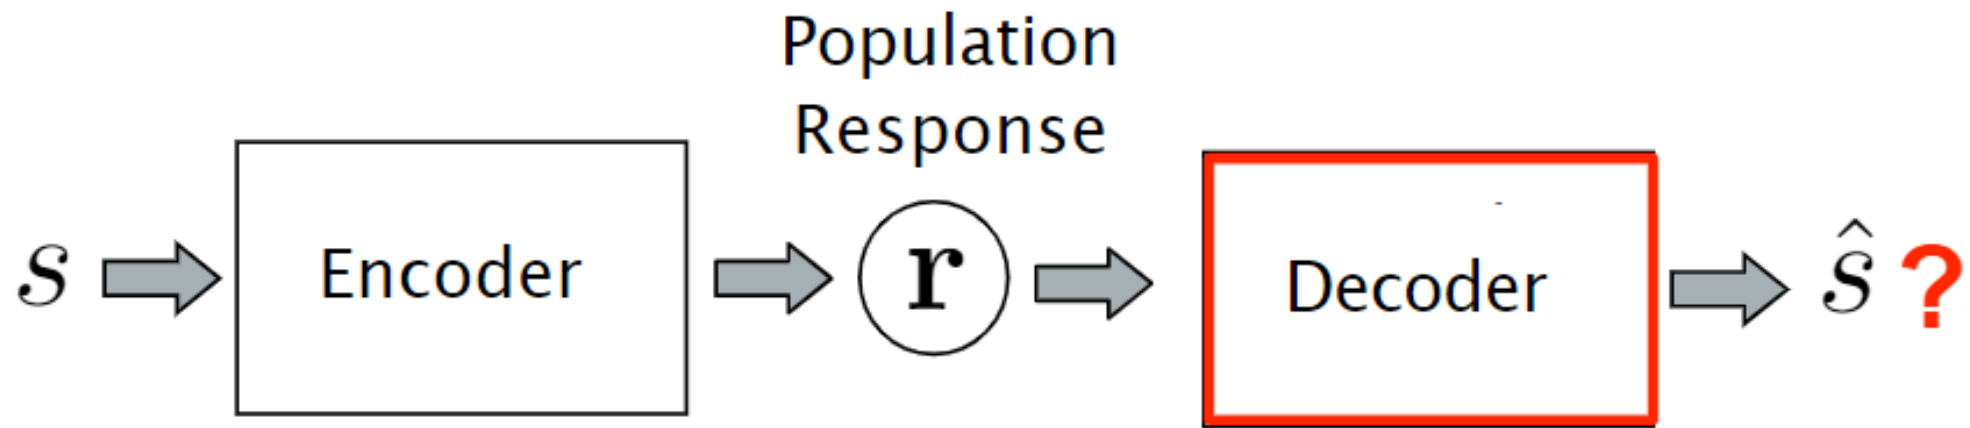 Population
Response
s
Encoder
r
Decoder
ŝ ?